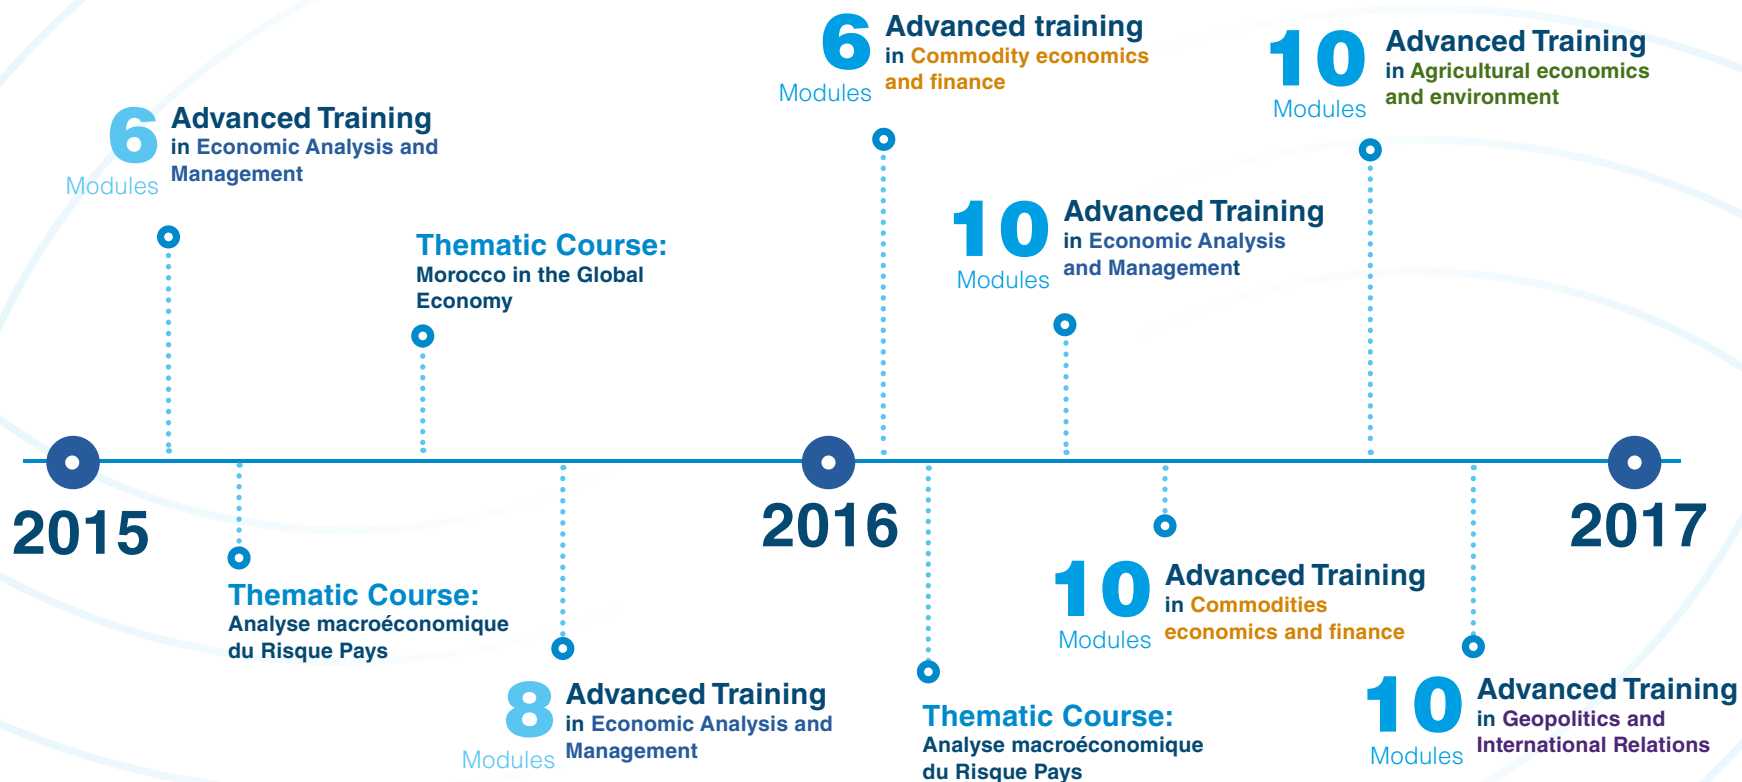 6
Modules
Advanced Training
in Economic Analysis and
Management
Thematic Course:
Morocco in the Global
Economy
6
Modules
Advanced training
in Commodity economics
and finance
10
Modules
Advanced Training
in Economic Analysis
and Management
10
Modules
Advanced Training
in Agricultural economics
and environment
2015
2016
2017
Thematic Course:
Analyse macroéconomique
du Risque Pays
8
Modules
Advanced Training
in Economic Analysis and
Management
Thematic Course:
Analyse macroéconomique
du Risque Pays
10
Modules
Advanced Training
in Commodities
economics and finance
10
Modules
Advanced Training
in Geopolitics and
International Relations